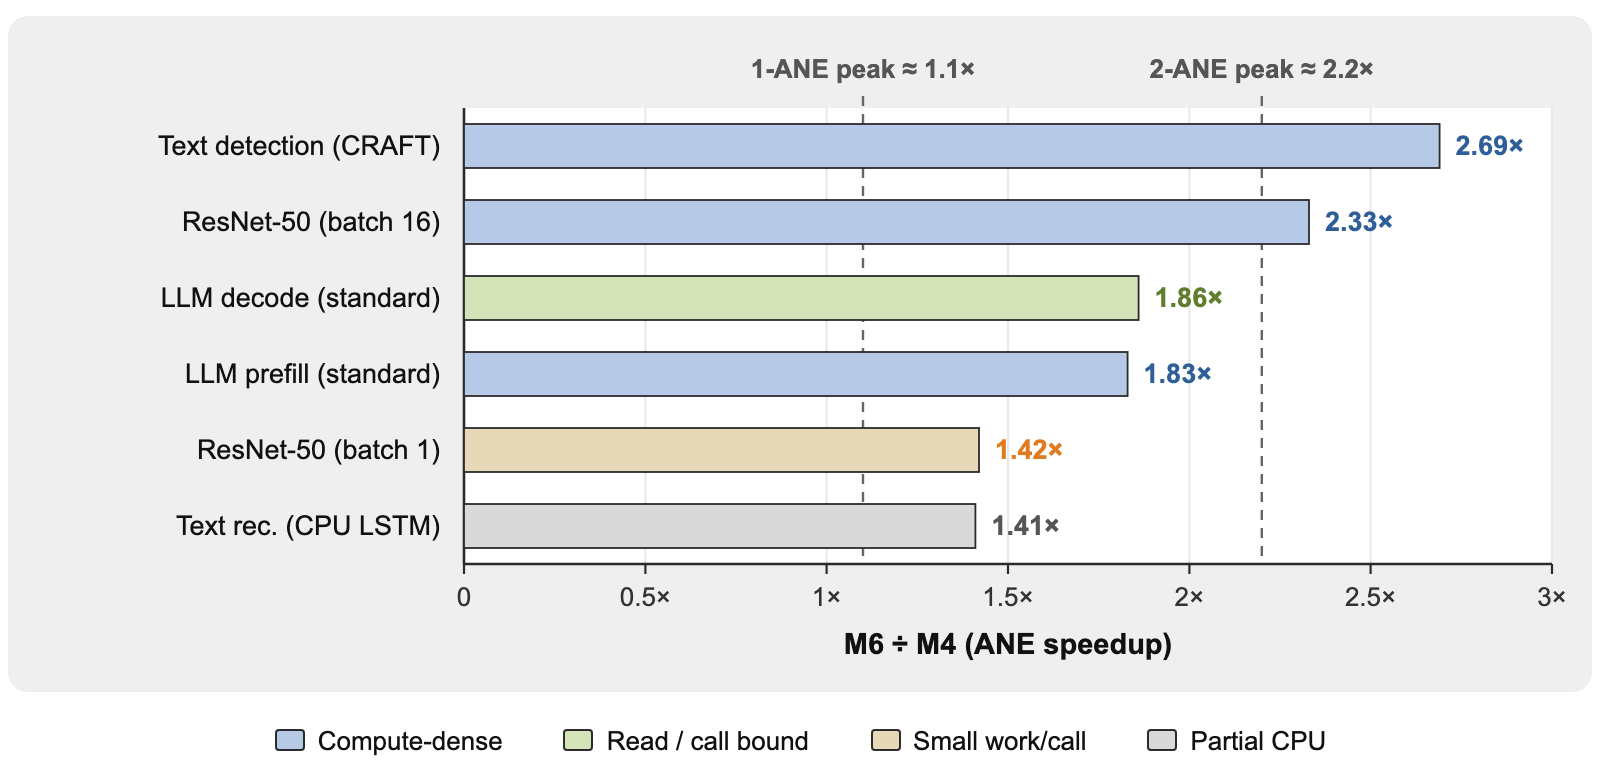 1-ANE peak ≈ 1.1× 2-ANE peak ≈ 2.2×
Text detection (CRAFT) 2.69×
ResNet-50 (batch 16) 2.33×
LLM decode (standard) 1.86×
LLM prefill (standard) 1.83×
ResNet-50 (batch 1) 1.42×
Text rec. (CPU LSTM) 1.41×
0 0.5× 1× 1.5× 2× 2.5× 3×
M6 ÷ M4 (ANE speedup)
Compute-dense Read / call bound Small work/call Partial CPU